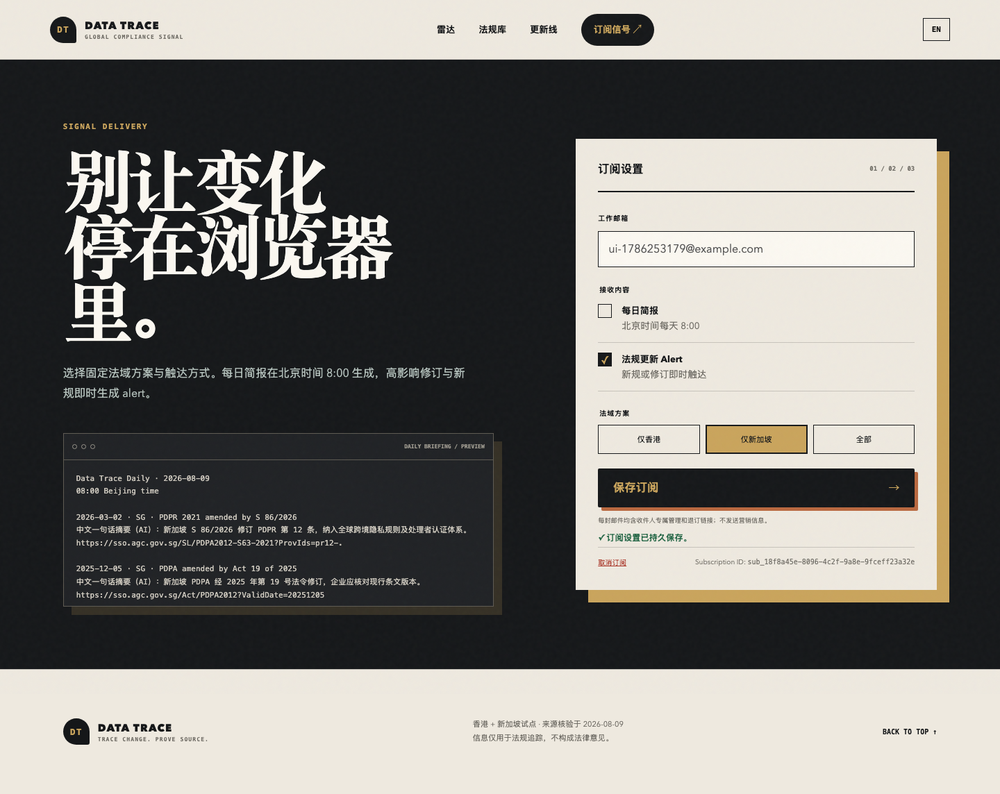 DT
DATA TRACE
GLOBAL COMPLIANCE SIGNAL
雷达
法规库
更新线
订阅信号 ↗
EN
SIGNAL DELIVERY
别让变化
停在浏览器
里。
选择固定法域方案与触达方式。每日简报在北京时间 8:00 生成，高影响修订与新
规即时生成 alert。
DAILY BRIEFING / PREVIEW
Data Trace Daily · 2026-08-09
08:00 Beijing time
2026-03-02 · SG · PDPR 2021 amended by S 86/2026
中文一句话摘要（AI）：新加坡 S 86/2026 修订 PDPR 第 12 条，纳入全球跨境隐私规则及处理者认证体系。
https://sso.agc.gov.sg/SL/PDPA2012-S63-2021?ProvIds=pr12-.
2025-12-05 · SG · PDPA amended by Act 19 of 2025
中文一句话摘要（AI）：新加坡 PDPA 经 2025 年第 19 号法令修订，企业应核对现行条文版本。
https://sso.agc.gov.sg/Act/PDPA2012?ValidDate=20251205
订阅设置
01 / 02 / 03
工作邮箱
ui-1786253179@example.com
接收内容
每日简报
北京时间每天 8:00
✓
法规更新 Alert
新规或修订即时触达
法域方案
仅香港
仅新加坡
全部
保存订阅 →
每封邮件均含收件人专属管理和退订链接；不发送营销信息。
✓订阅设置已持久保存。
取消订阅
Subscription ID: sub_18f8a45e-8096-4c2f-9a8e-9fceff23a32e
DT
DATA TRACE
TRACE CHANGE. PROVE SOURCE.
香港 + 新加坡试点 · 来源核验于 2026-08-09
信息仅用于法规追踪，不构成法律意见。
BACK TO TOP ↑